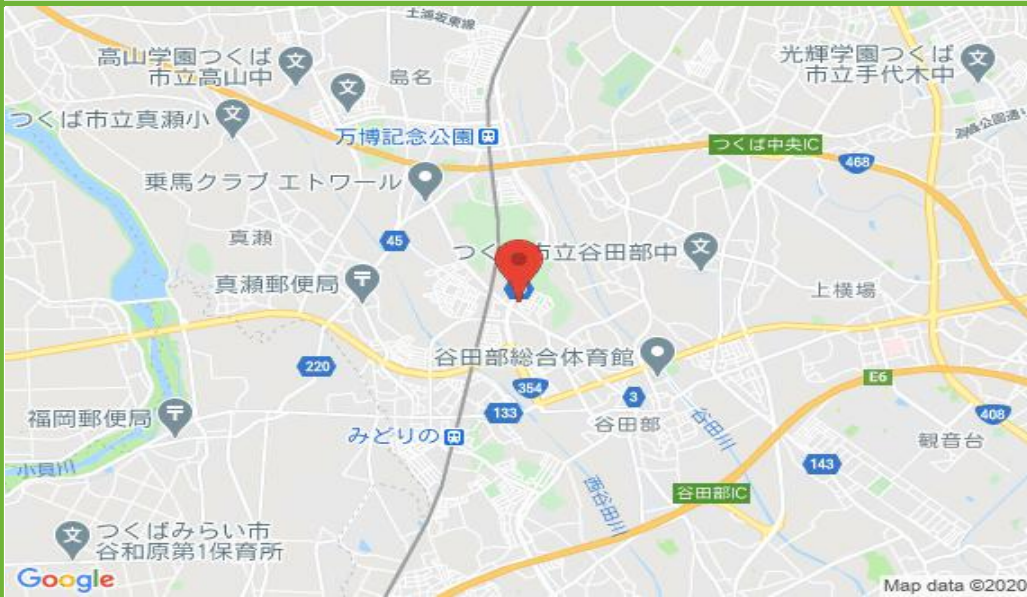 土浦坂東線
高山学園つくば
市立高山中
島名
光輝学園つくば
市立手代木中
つくば市立真瀬小
万博記念公園
つくば中央IC
468
乗馬クラブ エトワール
真瀬
45
つく
市立谷田部中
真瀬郵便局
上横場
220
谷田部総合体育館
354
E6
3
133
408
福岡郵便局
谷田部
谷田川
みどりの
観音台
143
小貝川
西谷田川
谷田部IC
つくばみらい市
谷和原第1保育所
Google
Map data ©2020